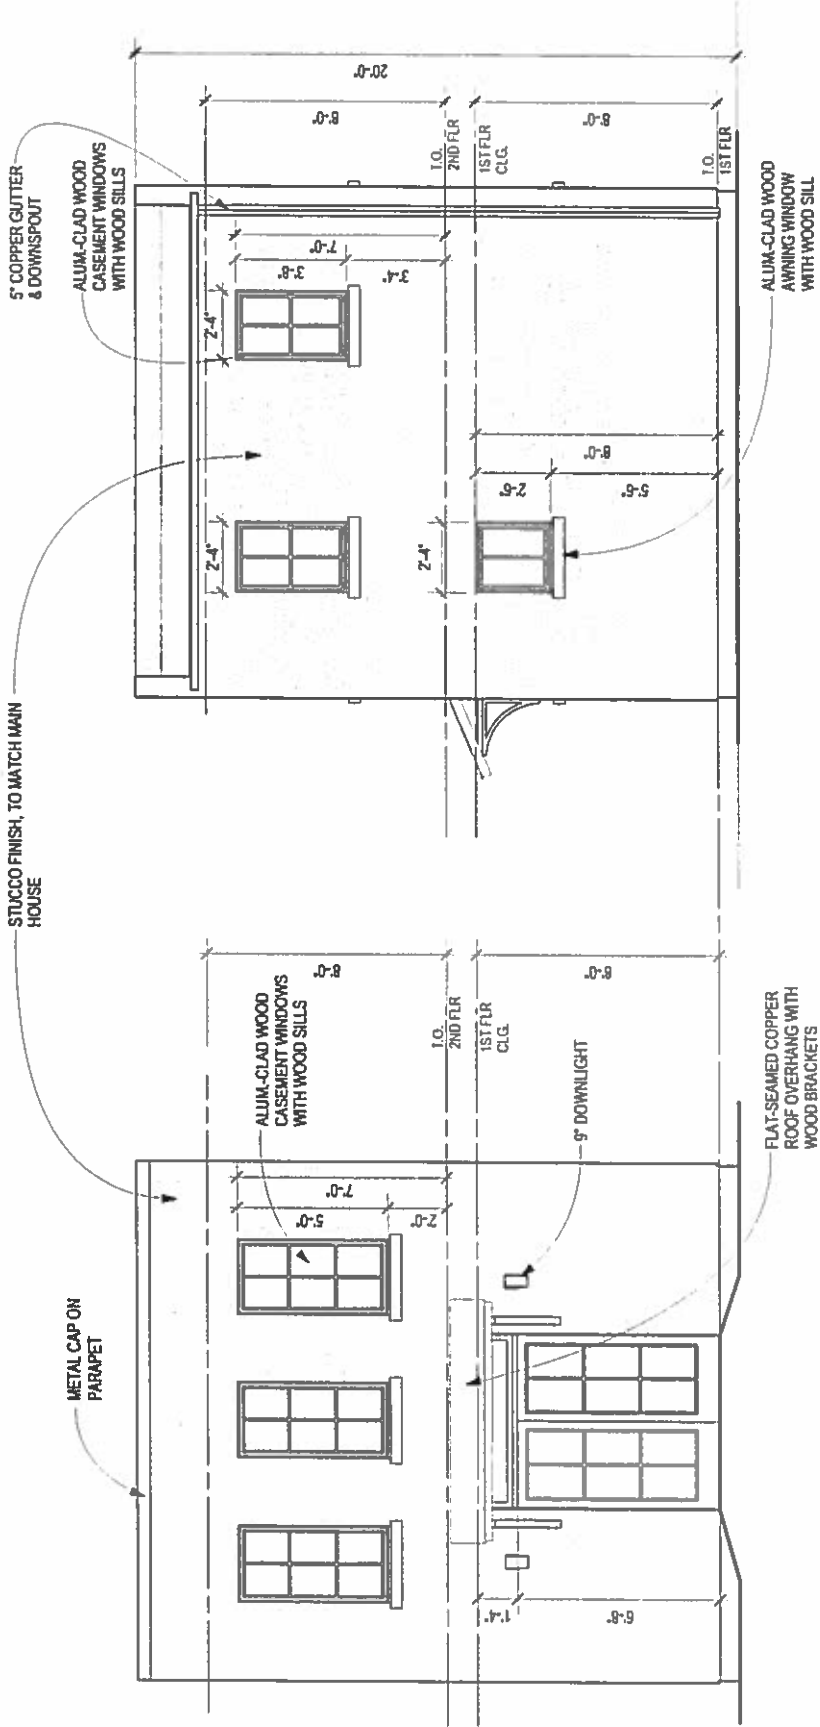 5" COPPER GUTTER
& DOWNSPOUT
ALUM-CLAD WOOD
CASEMENT WINDOWS
WITH WOOD SILLS
20'-0"
8'-0"
8'-0"
T.O.
2ND FLR
1ST FLR
CLG.
T.O.
1ST FLR
2'-4"
3'-8"
7'-0"
3'-4"
2'-4"
2'-4"
8'-0"
2'-6"
5'-6"
ALUM-CLAD WOOD
AWNING WINDOW
WITH WOOD SILL
STUCCO FINISH, TO MATCH MAIN
HOUSE
METAL CAP ON
PARAPET
ALUM-CLAD WOOD
CASEMENT WINDOWS
WITH WOOD SILLS
8'-0"
8'-0"
T.O.
2ND FLR
1ST FLR
CLG.
7'-0"
5'-0"
2'-0"
9" DOWNLIGHT
1'-4"
6'-8"
FLAT-SEAMED COPPER
ROOF OVERHANG WITH
WOOD BRACKETS